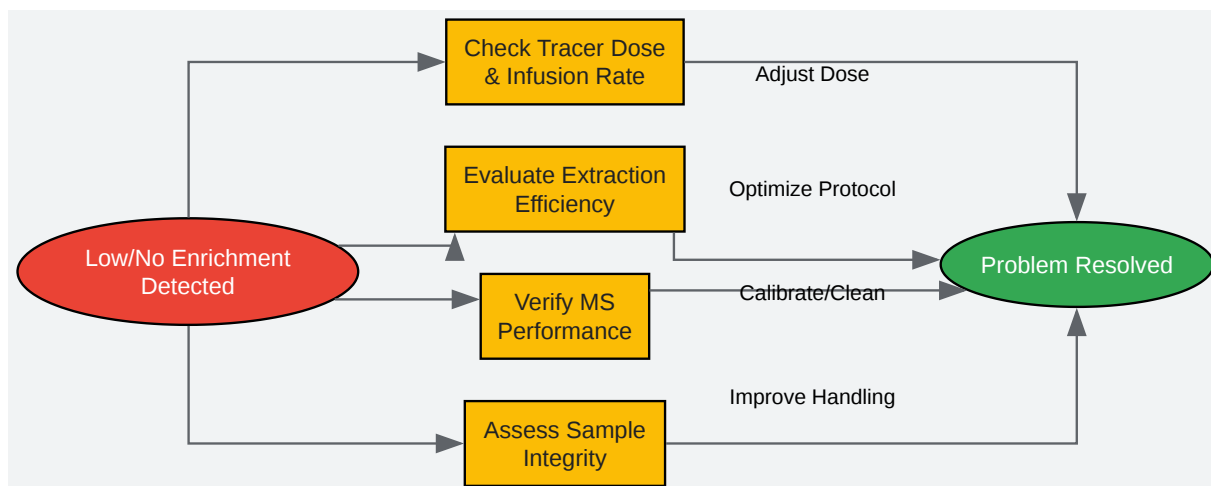 Check Tracer Dose
& Infusion Rate
Adjust Dose
Evaluate Extraction
Efficiency
Optimize Protocol
Low/No Enrichment
Detected
Problem Resolved
Verify MS
Performance
Calibrate/Clean
Improve Handling
Assess Sample
Integrity